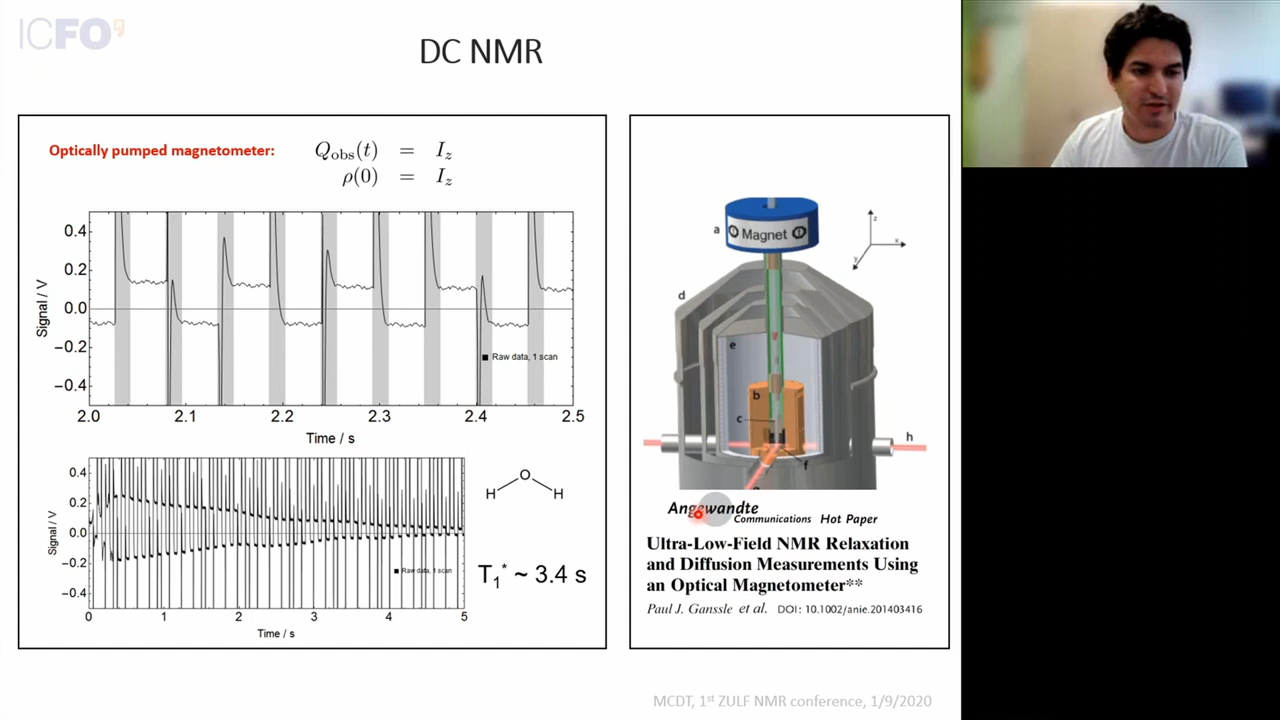 ICFO
DC NMR
Optically pumped magnetometer:
Q_obs(t) = I_z
ρ(0) = I_z
Signal / V
0.4
0.2
0.0
−0.2
−0.4
Raw data, 1 scan
2.0 2.1 2.2 2.3 2.4 2.5
Time / s
Signal / V
0.4
0.2
0.0
−0.2
−0.4
Raw data, 1 scan
0 1 2 3 4 5
Time / s
O
H H
T₁* ~ 3.4 s
a
Magnet
z
x
y
d
e
b
c
h
f
Angewandte
Communications Hot Paper
Ultra-Low-Field NMR Relaxation
and Diffusion Measurements Using
an Optical Magnetometer**
Paul J. Ganssle et al. DOI: 10.1002/anie.201403416
MCDT, 1st ZULF NMR conference, 1/9/2020